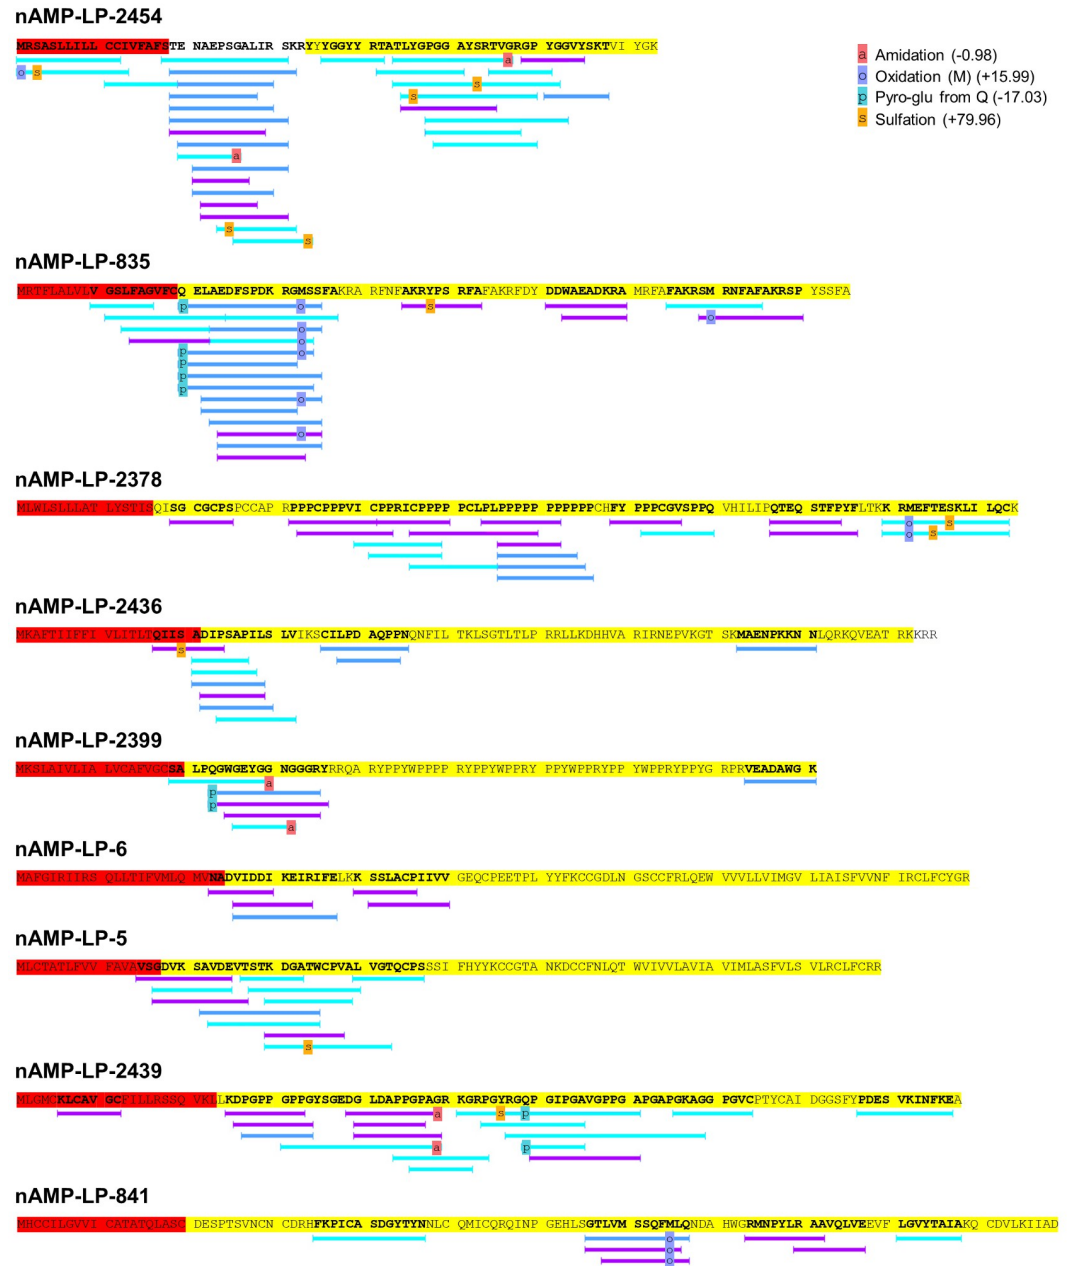 nAMP-LP-2454
MRSASLLILL CCIVFAFSTE NAEPSGALIR SKRYYYGGYY RTATLYGPGG AYSRTVGRGP YGGVYSKTVI YGK
a Amidation (-0.98)
o Oxidation (M) (+15.99)
p Pyro-glu from Q (-17.03)
s Sulfation (+79.96)
a
o s s
s
a
s
s
nAMP-LP-835
MRTFLALVLV GSLFAGVFCQ ELAEDFSPDK RGMSSFAKRA RFNFAKRYPS RFAFAKRFDY DDWAEADKRA MRFAFAKRSM RNFAFAKRSP YSSFA
p o s
o
o
o
p o
p
p
p
o
o
nAMP-LP-2378
MLWLSLLLAT LYSTISQISG CGCPSPCCAP RPPPCPPPVI CPPRICPPPP PCLPLPPPPP PPPPPPCHFY PPPCGVSPPQ VHILIPQTEQ STFPYFLTKK RMEFTESKLI LQCK
o s
o s
nAMP-LP-2436
MKAFTIIFFI VLITLTQIIS ADIPSAPILS LVIKSCILPD AQPPNQNFIL TKLSGTLTLP RRLLKDHHVA RIRNEPVKGT SKMAENPKKN NLQRKQVEAT RKKRR
s
nAMP-LP-2399
MKSLAIVLIA LVCAFVGCSA LPQGWGEYGG NGGGRYRRQA RYPPYWPPPP RYPPYWPPRY PPYWPPRYPP YWPPRYPPYG RPRVEADAWG K
a
p
p
a
nAMP-LP-6
MAFGIRIIRS QLLTIFVMLQ MVNADVIDDI KEIRIFELKK SSLACPIIVV GEQCPEETPL YYFKCCGDLN GSCCFRLQEW VVVLLVIMGV LIAISFVVNF IRCLFCYGR
nAMP-LP-5
MLCTATLFVV FAVAVSGDVK SAVDEVTSTK DGATWCPVAL VGTQCPSSSI FHYYKCCGTA NKDCCFNLQT WVIVVLAVIA VIMLASFVLS VLRCLFCRR
s
nAMP-LP-2439
MLGMCKLCAV GCFILLRSSQ VKLLKDPGPP GPPGYSGEDG LDAPPGPAGR KGRPGYRGQP GIPGAVGPPG APGAPGKAGG PGVCPTYCAI DGGSFYPDES VKINFKEA
a s p
a p
nAMP-LP-841
MHCCILGVVI CATATQLASC DESPTSVNCN CDRHFKPICA SDGYTYNNLC QMICQRQINP GEHLSGTLVM SSQFMLQNDA HWGRMNPYLR AAVQLVEEVF LGVYTAIAKQ CDVLKIIAD
o
o
o